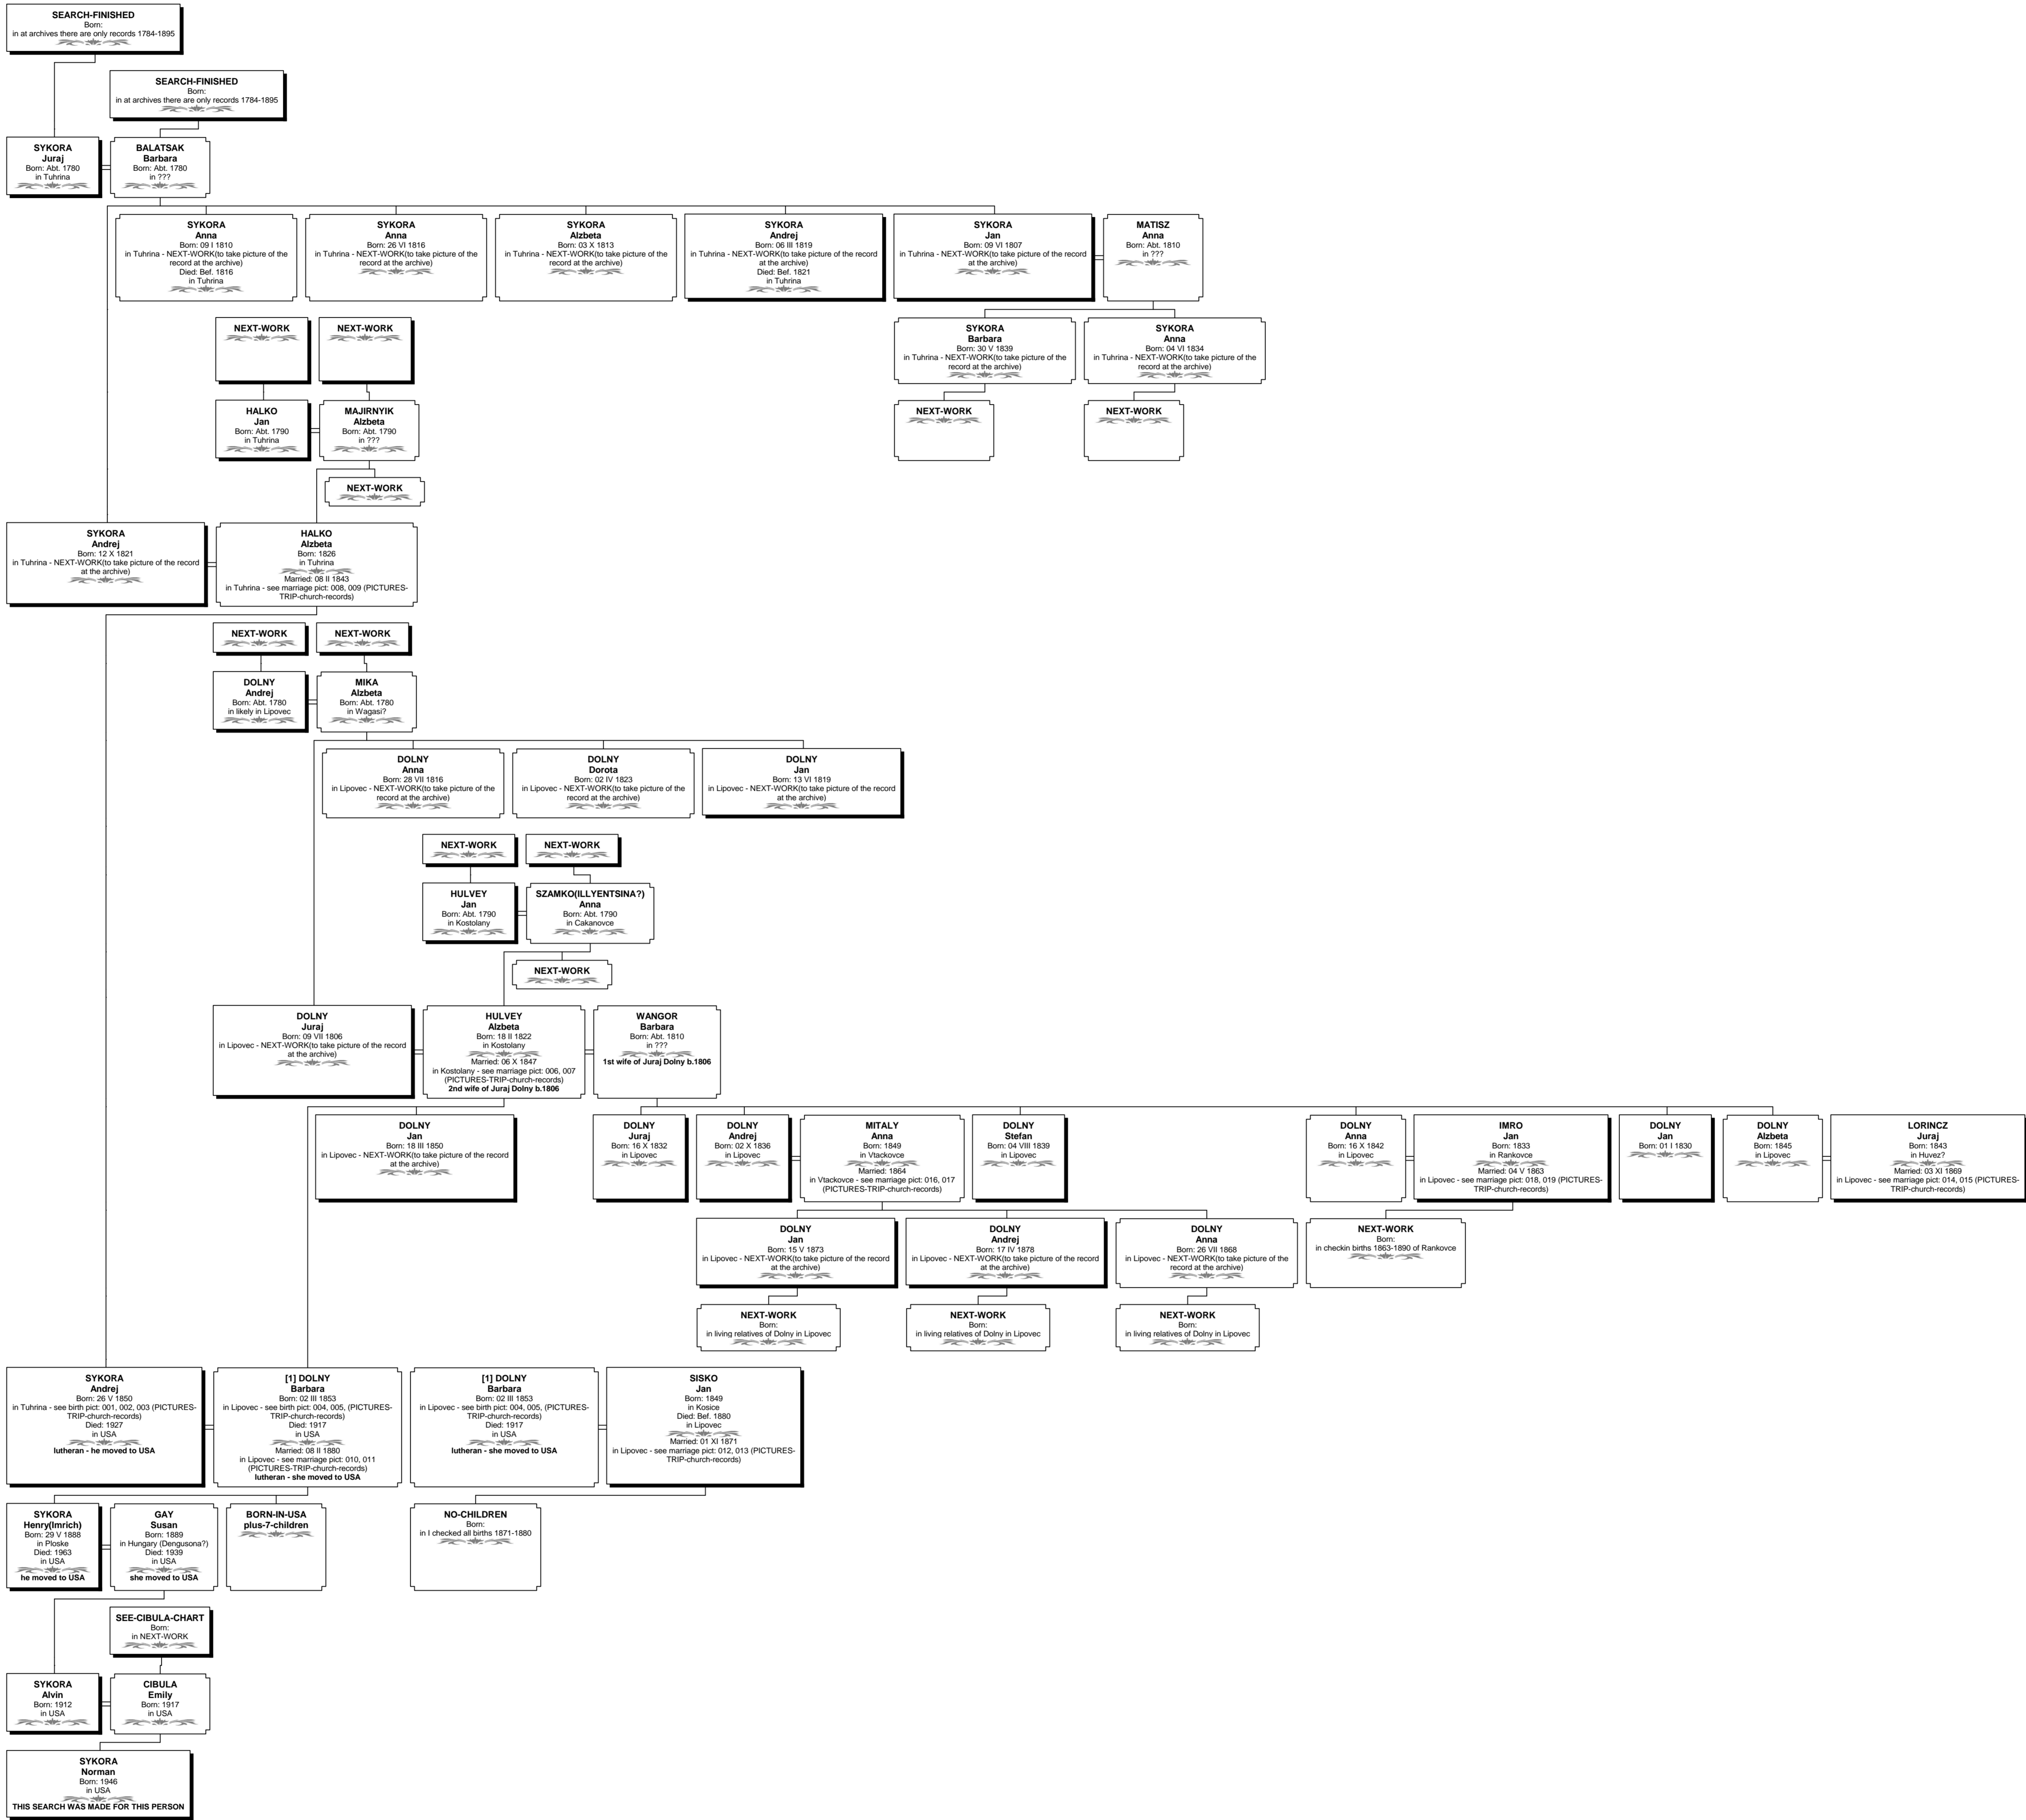 SEARCH-FINISHED
Born:
in at archives there are only records 1784-1895
SEARCH-FINISHED
Born:
in at archives there are only records 1784-1895
SYKORA
Juraj
Born: Abt. 1780
in Tuhrina
BALATSAK
Barbara
Born: Abt. 1780
in ???
SYKORA
Anna
Born: 09 I 1810
in Tuhrina - NEXT-WORK(to take picture of the
record at the archive)
Died: Bef. 1816
in Tuhrina
SYKORA
Anna
Born: 26 VI 1816
in Tuhrina - NEXT-WORK(to take picture of the
record at the archive)
SYKORA
Alzbeta
Born: 03 X 1813
in Tuhrina - NEXT-WORK(to take picture of the
record at the archive)
SYKORA
Andrej
Born: 06 III 1819
in Tuhrina - NEXT-WORK(to take picture of the record
at the archive)
Died: Bef. 1821
in Tuhrina
SYKORA
Jan
Born: 09 VI 1807
in Tuhrina - NEXT-WORK(to take picture of the record
at the archive)
MATISZ
Anna
Born: Abt. 1810
in ???
NEXT-WORK
NEXT-WORK
SYKORA
Barbara
Born: 30 V 1839
in Tuhrina - NEXT-WORK(to take picture of the
record at the archive)
SYKORA
Anna
Born: 04 VI 1834
in Tuhrina - NEXT-WORK(to take picture of the
record at the archive)
HALKO
Jan
Born: Abt. 1790
in Tuhrina
MAJIRNYIK
Alzbeta
Born: Abt. 1790
in ???
NEXT-WORK
NEXT-WORK
NEXT-WORK
SYKORA
Andrej
Born: 12 X 1821
in Tuhrina - NEXT-WORK(to take picture of the record
at the archive)
HALKO
Alzbeta
Born: 1826
in Tuhrina
Married: 08 II 1843
in Tuhrina - see marriage pict: 008, 009 (PICTURES-
TRIP-church-records)
NEXT-WORK
NEXT-WORK
DOLNY
Andrej
Born: Abt. 1780
in likely in Lipovec
MIKA
Alzbeta
Born: Abt. 1780
in Wagasi?
DOLNY
Anna
Born: 28 VII 1816
in Lipovec - NEXT-WORK(to take picture of the
record at the archive)
DOLNY
Dorota
Born: 02 IV 1823
in Lipovec - NEXT-WORK(to take picture of the
record at the archive)
DOLNY
Jan
Born: 13 VI 1819
in Lipovec - NEXT-WORK(to take picture of the record
at the archive)
NEXT-WORK
NEXT-WORK
HULVEY
Jan
Born: Abt. 1790
in Kostolany
SZAMKO(ILLYENTSINA?)
Anna
Born: Abt. 1790
in Cakanovce
NEXT-WORK
DOLNY
Juraj
Born: 09 VII 1806
in Lipovec - NEXT-WORK(to take picture of the record
at the archive)
HULVEY
Alzbeta
Born: 18 II 1822
in Kostolany
Married: 06 X 1847
in Kostolany - see marriage pict: 006, 007
(PICTURES-TRIP-church-records)
2nd wife of Juraj Dolny b.1806
WANGOR
Barbara
Born: Abt. 1810
in ???
1st wife of Juraj Dolny b.1806
DOLNY
Jan
Born: 18 III 1850
in Lipovec - NEXT-WORK(to take picture of the record
at the archive)
DOLNY
Juraj
Born: 16 X 1832
in Lipovec
DOLNY
Andrej
Born: 02 X 1836
in Lipovec
MITALY
Anna
Born: 1849
in Vtackovce
Married: 1864
in Vtackovce - see marriage pict: 016, 017
(PICTURES-TRIP-church-records)
DOLNY
Stefan
Born: 04 VIII 1839
in Lipovec
DOLNY
Anna
Born: 16 X 1842
in Lipovec
IMRO
Jan
Born: 1833
in Rankovce
Married: 04 V 1863
in Lipovec - see marriage pict: 018, 019 (PICTURES-
TRIP-church-records)
DOLNY
Jan
Born: 01 I 1830
DOLNY
Alzbeta
Born: 1845
in Lipovec
LORINCZ
Juraj
Born: 1843
in Huvez?
Married: 03 XI 1869
in Lipovec - see marriage pict: 014, 015 (PICTURES-
TRIP-church-records)
DOLNY
Jan
Born: 15 V 1873
in Lipovec - NEXT-WORK(to take picture of the record
at the archive)
DOLNY
Andrej
Born: 17 IV 1878
in Lipovec - NEXT-WORK(to take picture of the record
at the archive)
DOLNY
Anna
Born: 26 VII 1868
in Lipovec - NEXT-WORK(to take picture of the
record at the archive)
NEXT-WORK
Born:
in checkin births 1863-1890 of Rankovce
NEXT-WORK
Born:
in living relatives of Dolny in Lipovec
NEXT-WORK
Born:
in living relatives of Dolny in Lipovec
NEXT-WORK
Born:
in living relatives of Dolny in Lipovec
SYKORA
Andrej
Born: 26 V 1850
in Tuhrina - see birth pict: 001, 002, 003 (PICTURES-
TRIP-church-records)
Died: 1927
in USA
lutheran - he moved to USA
[1] DOLNY
Barbara
Born: 02 III 1853
in Lipovec - see birth pict: 004, 005, (PICTURES-
TRIP-church-records)
Died: 1917
in USA
Married: 08 II 1880
in Lipovec - see marriage pict: 010, 011
(PICTURES-TRIP-church-records)
lutheran - she moved to USA
[1] DOLNY
Barbara
Born: 02 III 1853
in Lipovec - see birth pict: 004, 005, (PICTURES-
TRIP-church-records)
Died: 1917
in USA
lutheran - she moved to USA
SISKO
Jan
Born: 1849
in Kosice
Died: Bef. 1880
in Lipovec
Married: 01 XI 1871
in Lipovec - see marriage pict: 012, 013 (PICTURES-
TRIP-church-records)
SYKORA
Henry(Imrich)
Born: 29 V 1888
in Ploske
Died: 1963
in USA
he moved to USA
GAY
Susan
Born: 1889
in Hungary (Dengusona?)
Died: 1939
in USA
she moved to USA
BORN-IN-USA
plus-7-children
NO-CHILDREN
Born:
in I checked all births 1871-1880
SEE-CIBULA-CHART
Born:
in NEXT-WORK
SYKORA
Alvin
Born: 1912
in USA
CIBULA
Emily
Born: 1917
in USA
SYKORA
Norman
Born: 1946
in USA
THIS SEARCH WAS MADE FOR THIS PERSON